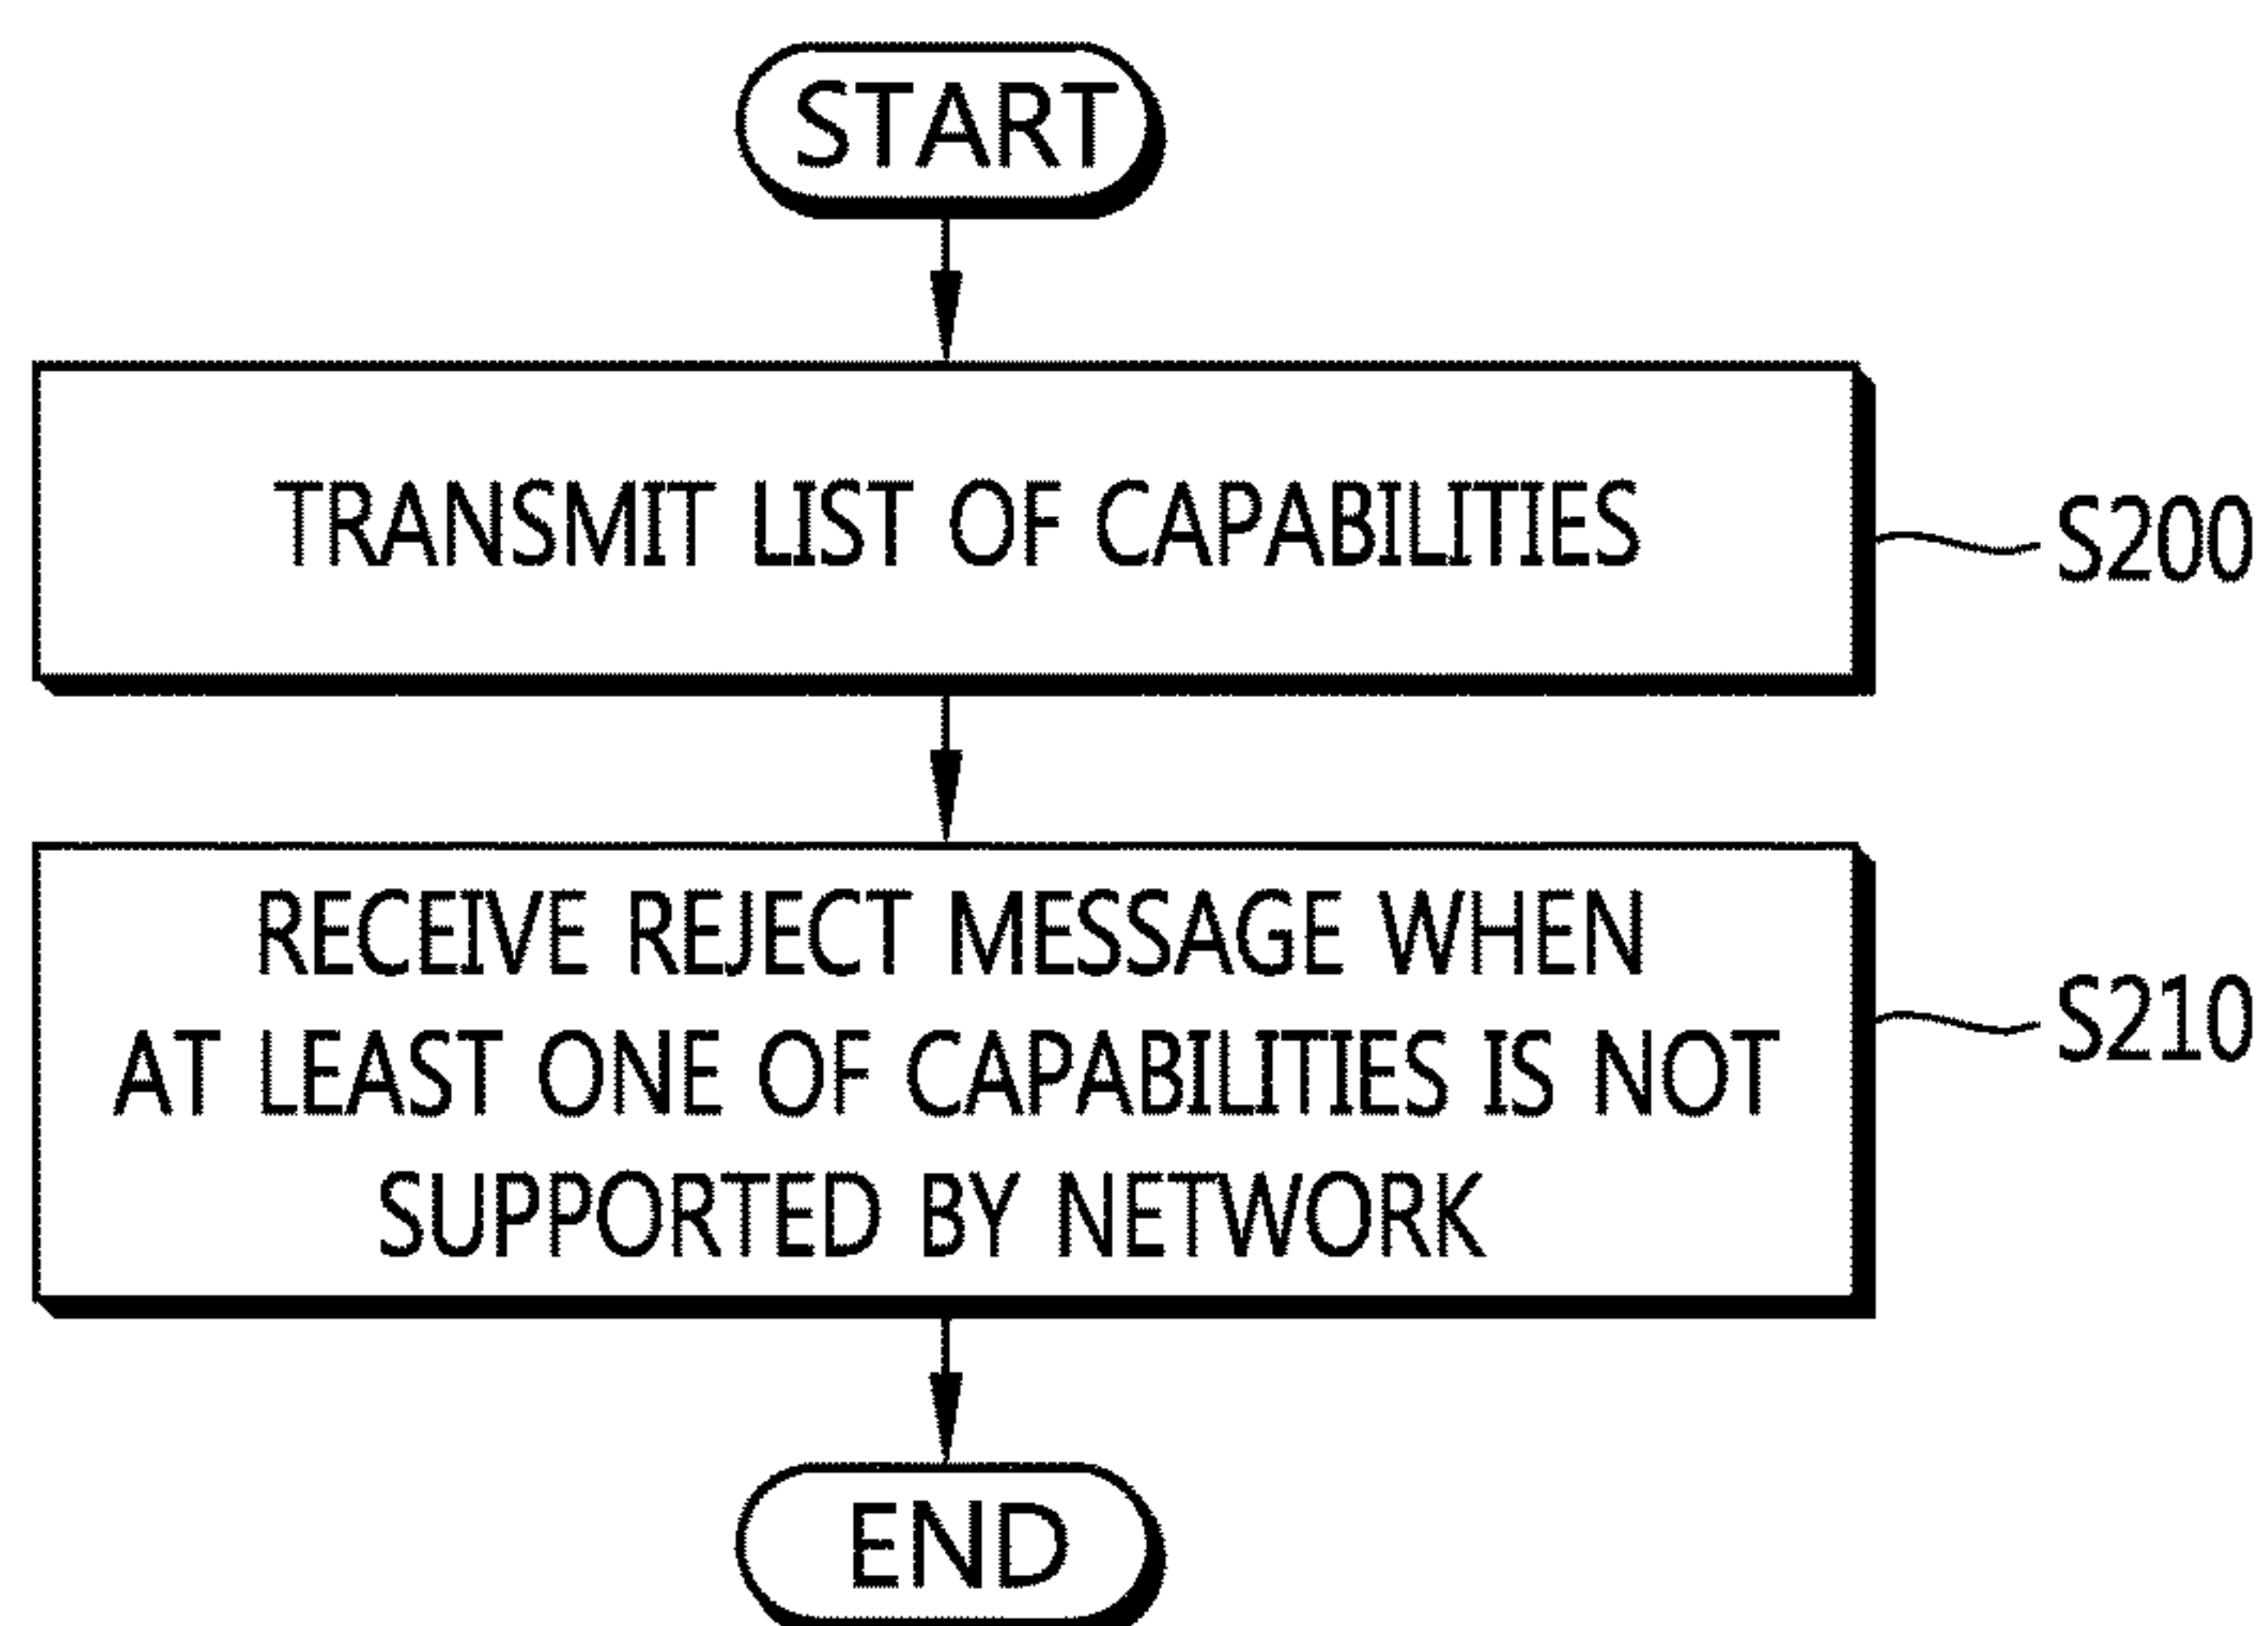 START
TRANSMIT LIST OF CAPABILITIES
S200
RECEIVE REJECT MESSAGE WHEN
AT LEAST ONE OF CAPABILITIES IS NOT
SUPPORTED BY NETWORK
S210
END